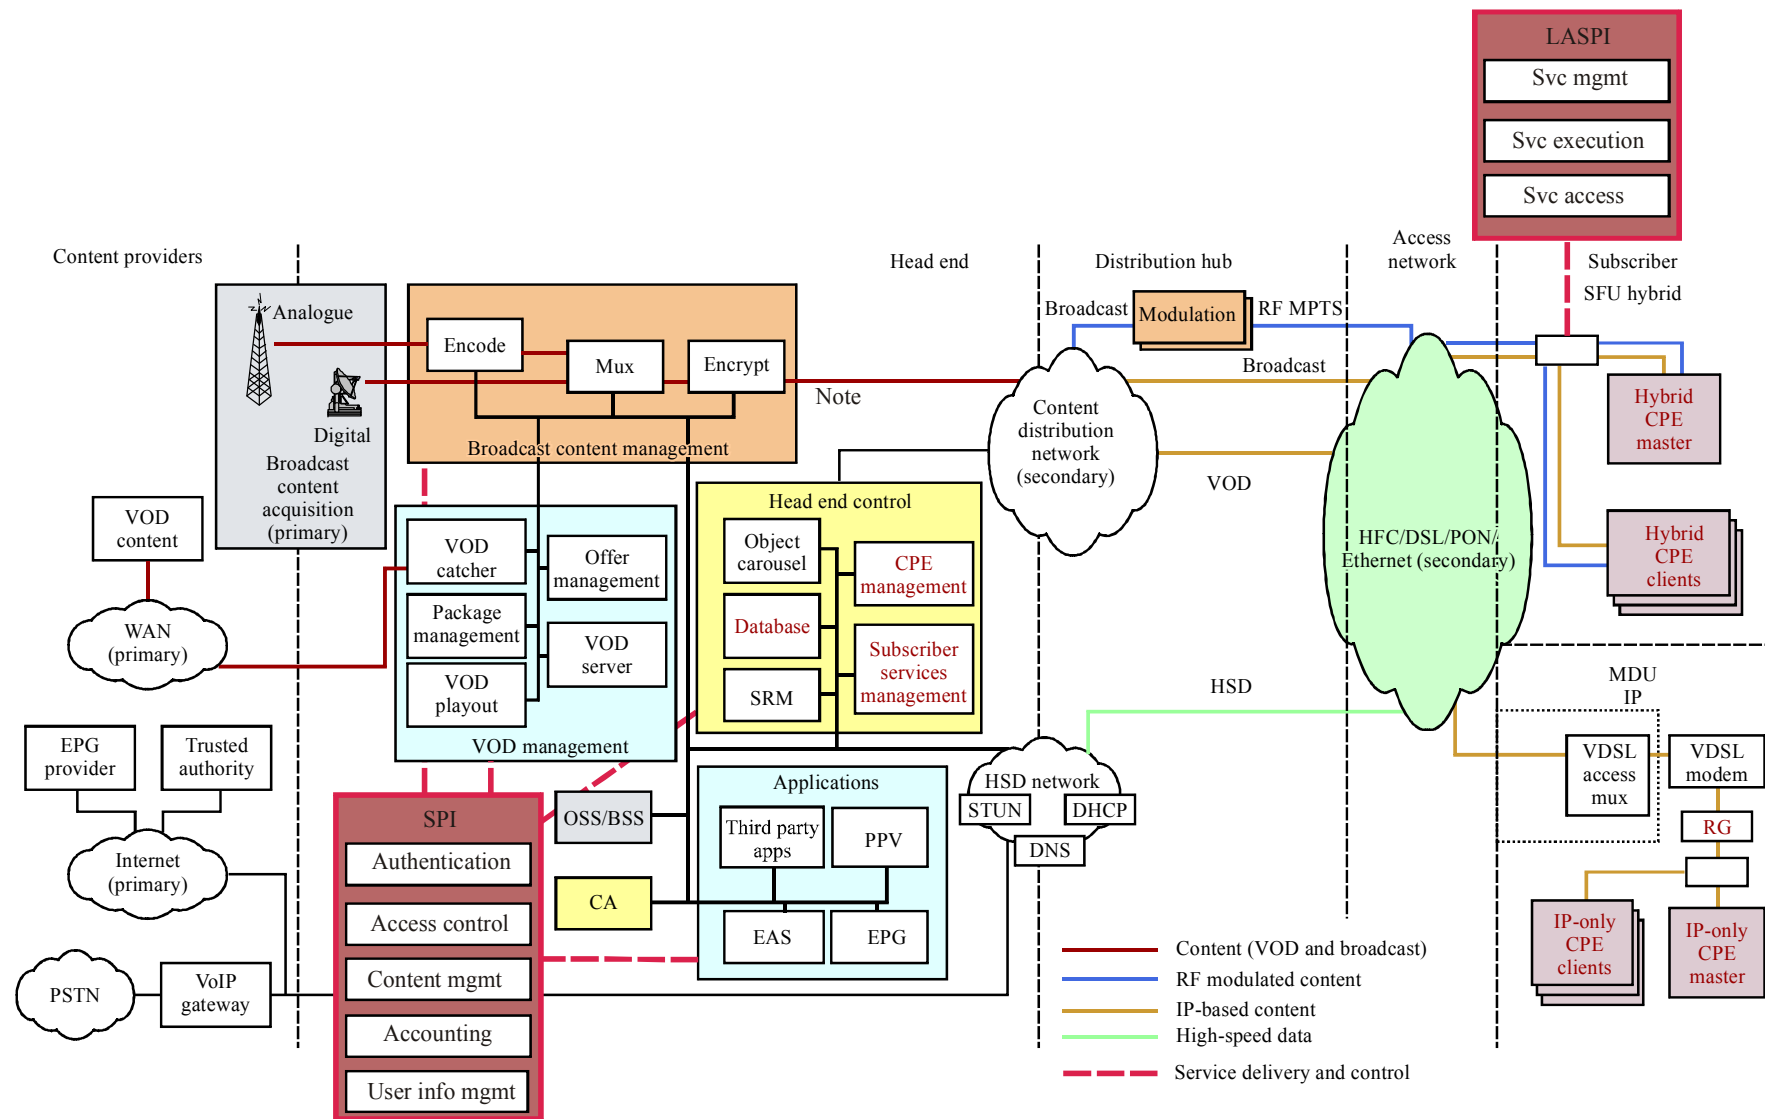 LASPI
Svc mgmt
Svc execution
Svc access
Content providers
Head end
Distribution hub
Access
network
Subscriber
SFU hybrid
Analogue
Digital
Broadcast
content
acquisition
(primary)
Encode
Mux
Encrypt
Broadcast content management
Note
Broadcast
Modulation
RF MPTS
Broadcast
Content
distribution
network
(secondary)
VOD
HFC/DSL/PON/
Ethernet (secondary)
Hybrid
CPE
master
Hybrid
CPE
clients
VOD
content
WAN
(primary)
VOD
catcher
Offer
management
Package
management
VOD
server
VOD
playout
VOD management
Head end control
Object
carousel
CPE
management
Database
Subscriber
services
management
SRM
HSD
MDU
IP
EPG
provider
Trusted
authority
Internet
(primary)
PSTN
VoIP
gateway
SPI
Authentication
Access control
Content mgmt
Accounting
User info mgmt
OSS/BSS
CA
Applications
Third party
apps
PPV
EAS
EPG
HSD network
STUN
DHCP
DNS
VDSL
access
mux
VDSL
modem
RG
IP-only
CPE
clients
IP-only
CPE
master
Content (VOD and broadcast)
RF modulated content
IP-based content
High-speed data
Service delivery and control